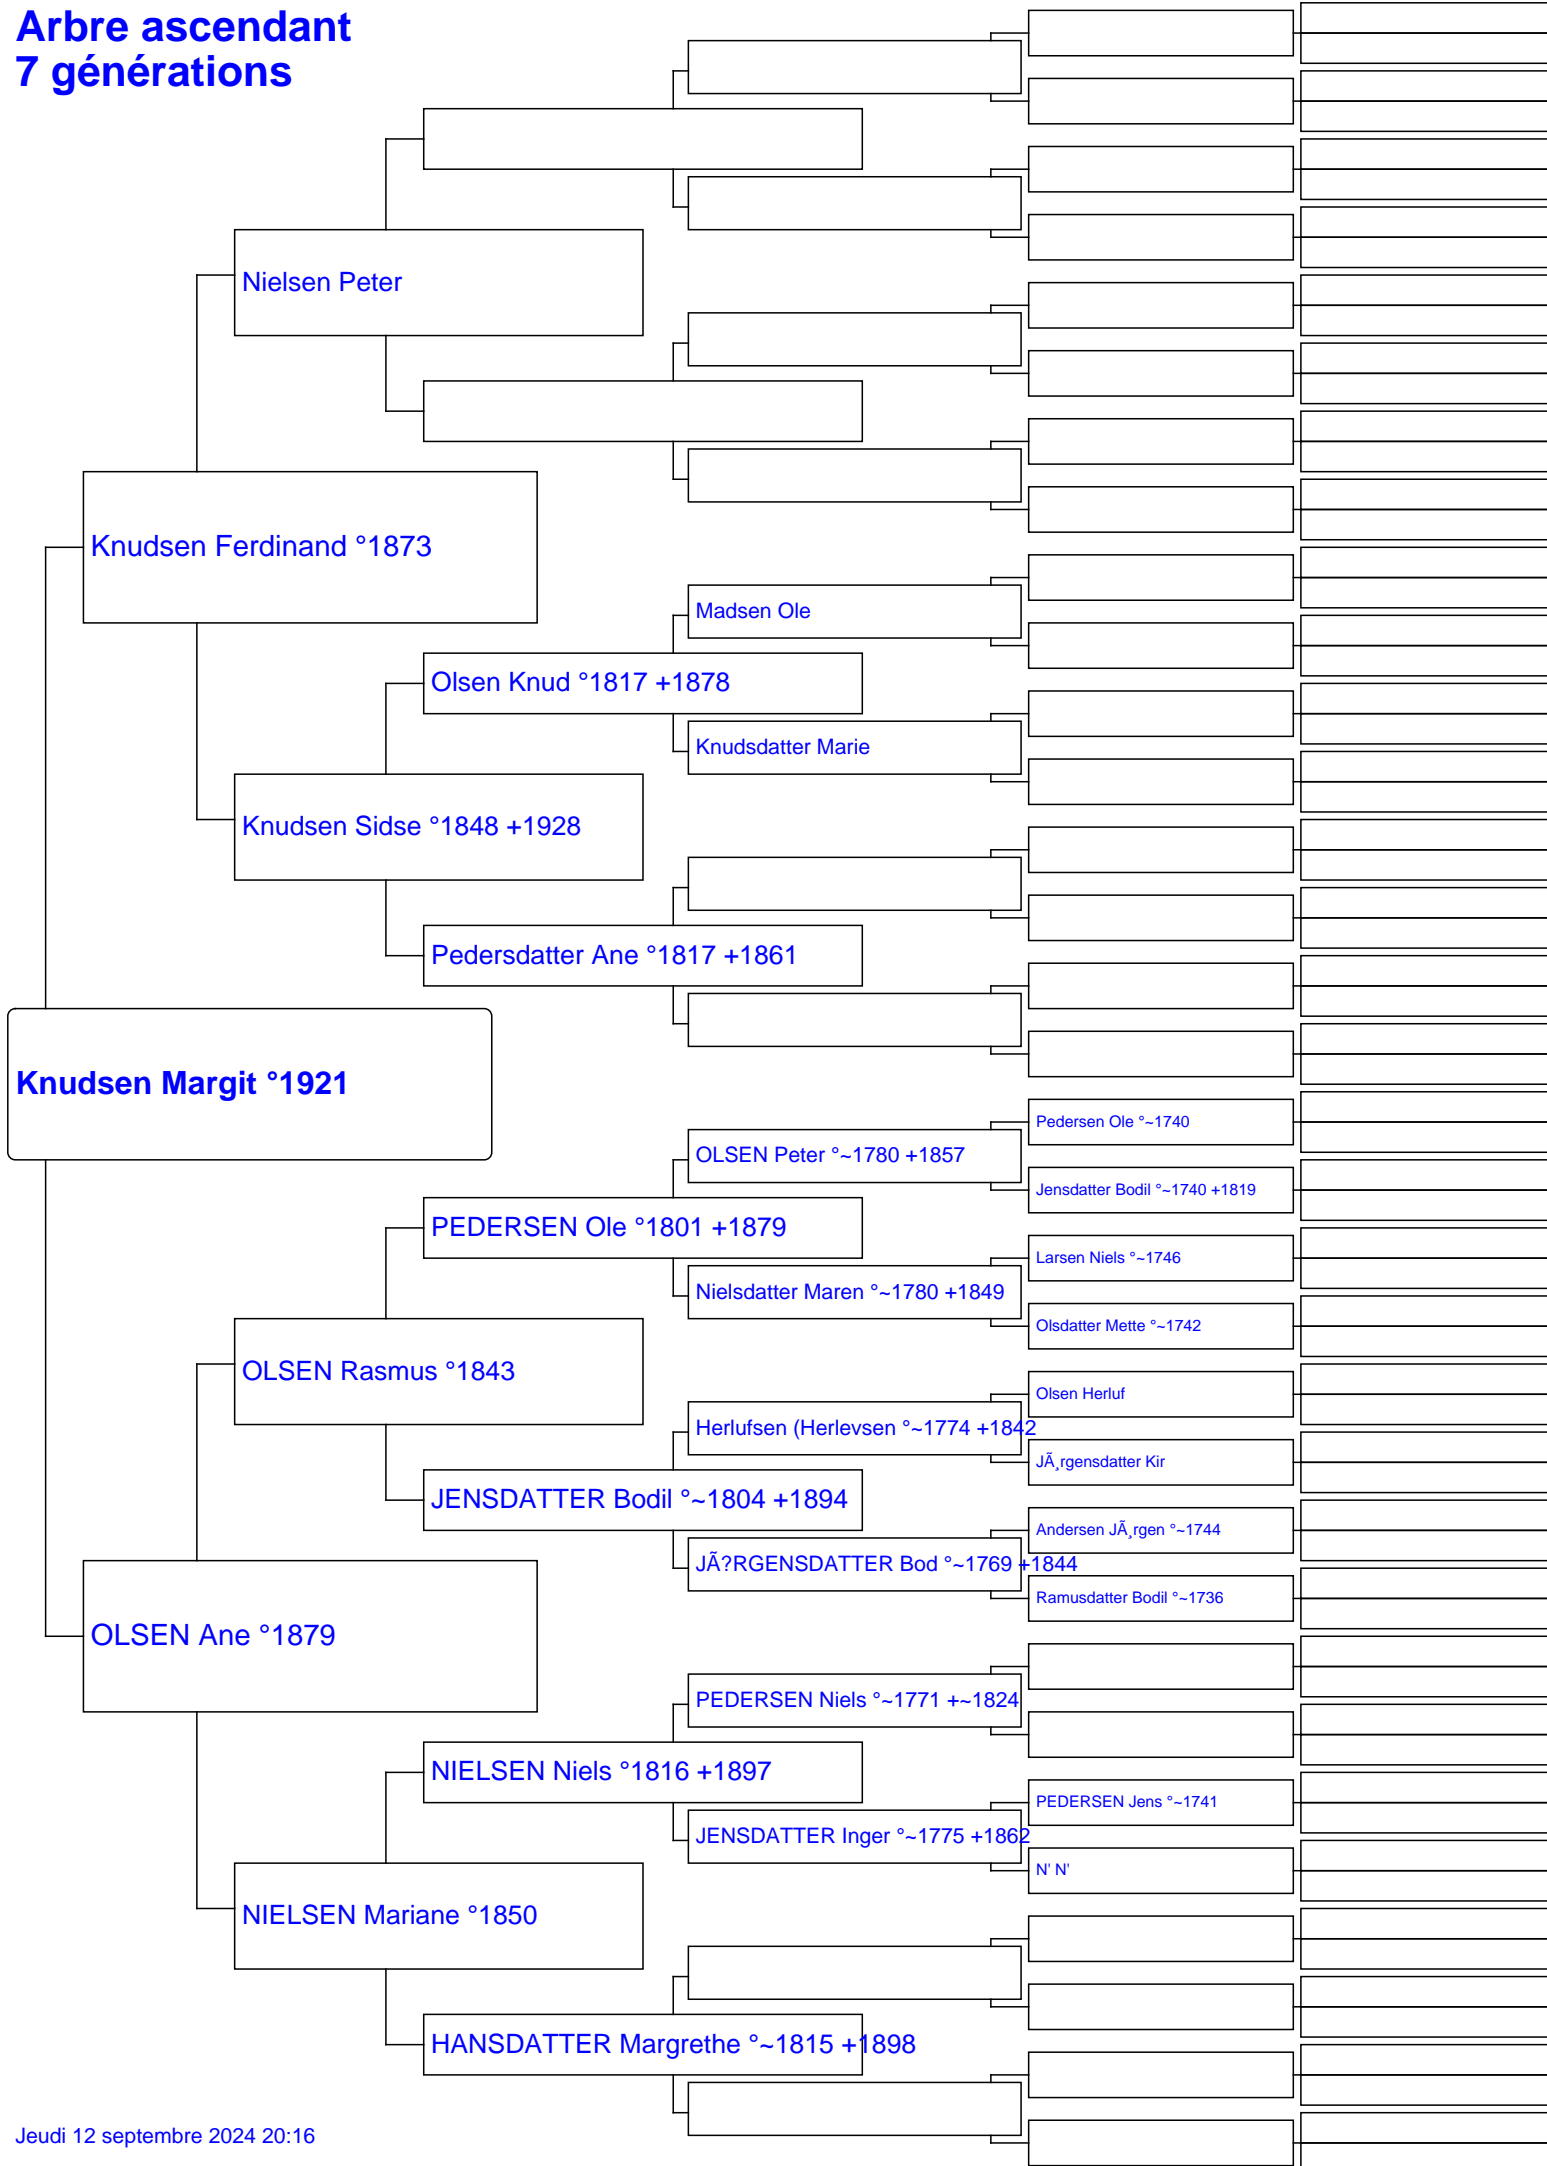 Arbre ascendant
7 générations
Nielsen Peter
Knudsen Ferdinand °1873
Madsen Ole
Olsen Knud °1817 +1878
Knudsdatter Marie
Knudsen Sidse °1848 +1928
Pedersdatter Ane °1817 +1861
Knudsen Margit °1921
Pedersen Ole °~1740
OLSEN Peter °~1780 +1857
Jensdatter Bodil °~1740 +1819
PEDERSEN Ole °1801 +1879
Larsen Niels °~1746
Nielsdatter Maren °~1780 +1849
Olsdatter Mette °~1742
OLSEN Rasmus °1843
Olsen Herluf
Herlufsen (Herlevsen °~1774 +1842
JÃ¸rgensdatter Kir
JENSDATTER Bodil °~1804 +1894
Andersen JÃ¸rgen °~1744
JÃ?RGENSDATTER Bod °~1769 +1844
Ramusdatter Bodil °~1736
OLSEN Ane °1879
PEDERSEN Niels °~1771 +~1824
NIELSEN Niels °1816 +1897
PEDERSEN Jens °~1741
JENSDATTER Inger °~1775 +1862
N' N'
NIELSEN Mariane °1850
HANSDATTER Margrethe °~1815 +1898
Jeudi 12 septembre 2024 20:16